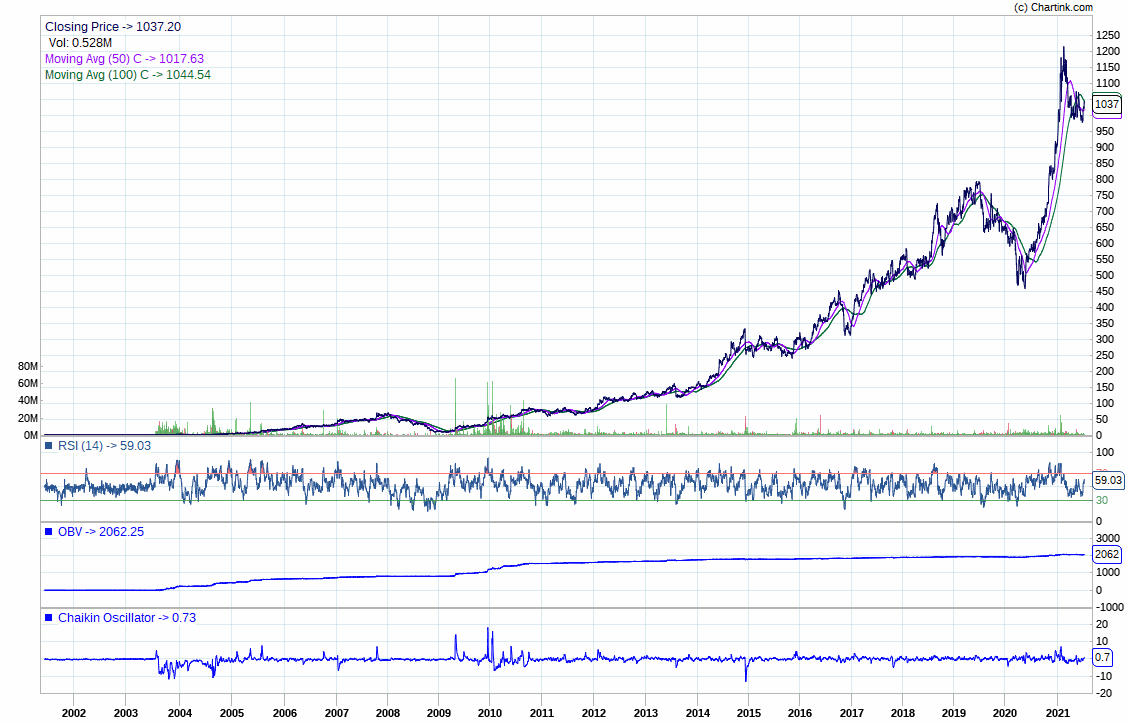 (c) Chartink.com
Closing Price -> 1037.20
Vol: 0.528M
Moving Avg (50) C -> 1017.63
Moving Avg (100) C -> 1044.54
1250
1200
1150
1100
1037
950
900
850
800
750
700
650
600
550
500
450
400
350
300
250
200
150
100
50
0
80M
60M
40M
20M
0M
RSI (14) -> 59.03
100
70
59.03
30
0
OBV -> 2062.25
3000
2062
1000
0
-1000
Chaikin Oscillator -> 0.73
20
10
0.7
-10
-20
2002 2003 2004 2005 2006 2007 2008 2009 2010 2011 2012 2013 2014 2015 2016 2017 2018 2019 2020 2021